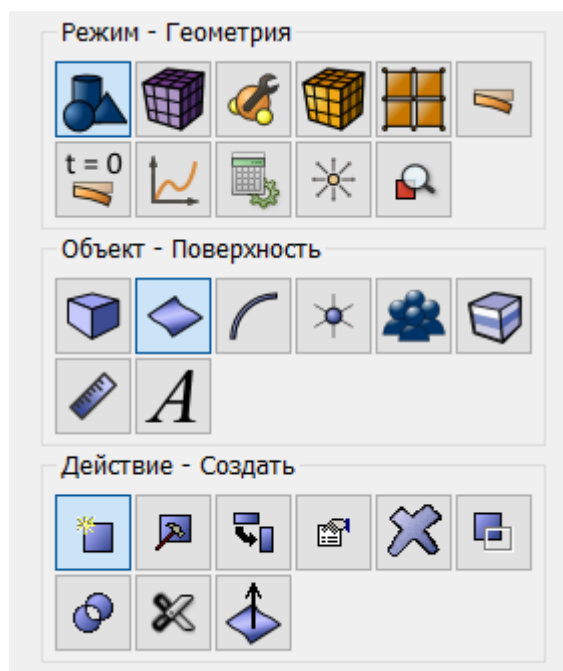 Режим - Геометрия
t = 0
Объект - Поверхность
A
Действие - Создать